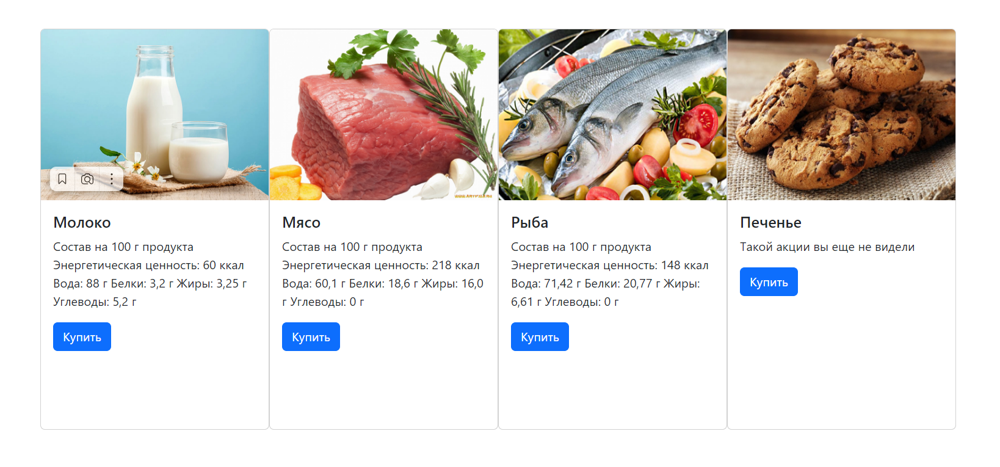 Молоко
Состав на 100 г продукта
Энергетическая ценность: 60 ккал
Вода: 88 г Белки: 3,2 г Жиры: 3,25 г
Углеводы: 5,2 г
Купить
Мясо
Состав на 100 г продукта
Энергетическая ценность: 218 ккал
Вода: 60,1 г Белки: 18,6 г Жиры: 16,0
г Углеводы: 0 г
Купить
Рыба
Состав на 100 г продукта
Энергетическая ценность: 148 ккал
Вода: 71,42 г Белки: 20,77 г Жиры:
6,61 г Углеводы: 0 г
Купить
Печенье
Такой акции вы еще не видели
Купить